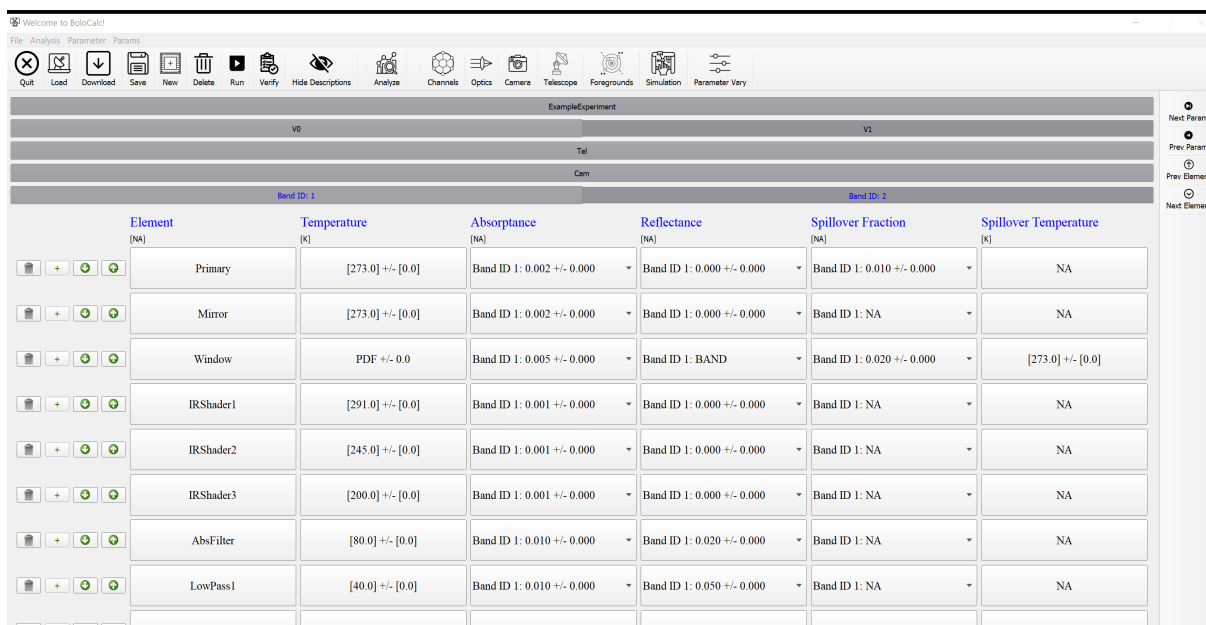 Welcome to BoloCalc!
File Analysis Parameter Params
Quit Load Download Save New Delete Run Verify Hide Descriptions Analyze Channels Optics Camera Telescope Foregrounds Simulation Parameter Vary
ExampleExperiment
Next Param
V0 V1
Tel
Prev Param
Cam
Prev Elemen
Band ID: 1 Band ID: 2
Next Elemen
Element Temperature Absorptance Reflectance Spillover Fraction Spillover Temperature
[NA] [K] [NA] [NA] [NA] [K]
+ Primary [273.0] +/- [0.0] Band ID 1: 0.002 +/- 0.000 Band ID 1: 0.000 +/- 0.000 Band ID 1: 0.010 +/- 0.000 NA
+ Mirror [273.0] +/- [0.0] Band ID 1: 0.002 +/- 0.000 Band ID 1: 0.000 +/- 0.000 Band ID 1: NA NA
+ Window PDF +/- 0.0 Band ID 1: 0.005 +/- 0.000 Band ID 1: BAND Band ID 1: 0.020 +/- 0.000 [273.0] +/- [0.0]
+ IRShader1 [291.0] +/- [0.0] Band ID 1: 0.001 +/- 0.000 Band ID 1: 0.000 +/- 0.000 Band ID 1: NA NA
+ IRShader2 [245.0] +/- [0.0] Band ID 1: 0.001 +/- 0.000 Band ID 1: 0.000 +/- 0.000 Band ID 1: NA NA
+ IRShader3 [200.0] +/- [0.0] Band ID 1: 0.001 +/- 0.000 Band ID 1: 0.000 +/- 0.000 Band ID 1: NA NA
+ AbsFilter [80.0] +/- [0.0] Band ID 1: 0.010 +/- 0.000 Band ID 1: 0.020 +/- 0.000 Band ID 1: NA NA
+ LowPass1 [40.0] +/- [0.0] Band ID 1: 0.010 +/- 0.000 Band ID 1: 0.050 +/- 0.000 Band ID 1: NA NA